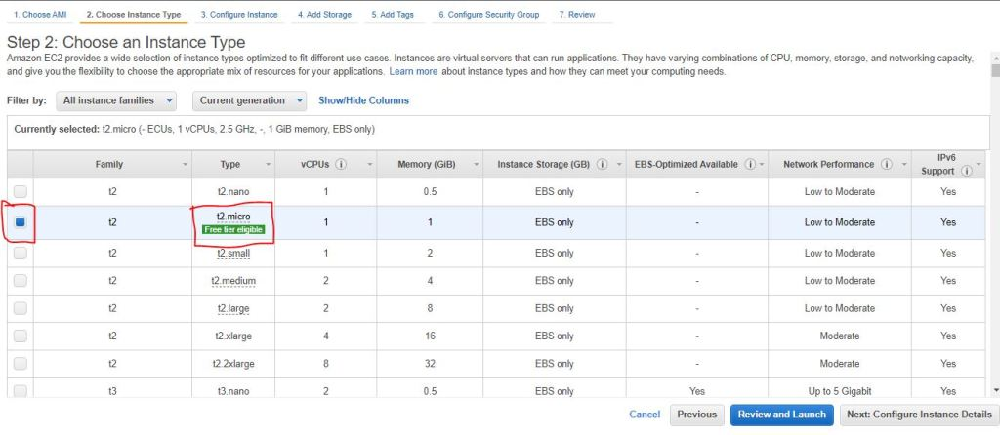 1. Choose AMI 2. Choose Instance Type 3. Configure Instance 4. Add Storage 5. Add Tags 6. Configure Security Group 7. Review
Step 2: Choose an Instance Type
Amazon EC2 provides a wide selection of instance types optimized to fit different use cases. Instances are virtual servers that can run applications. They have varying combinations of CPU, memory, storage, and networking capacity,
and give you the flexibility to choose the appropriate mix of resources for your applications. Learn more about instance types and how they can meet your computing needs.
Filter by: All instance families Current generation Show/Hide Columns
Currently selected: t2.micro (- ECUs, 1 vCPUs, 2.5 GHz, -, 1 GiB memory, EBS only)
Family Type vCPUs i Memory (GiB) Instance Storage (GB) i EBS-Optimized Available i Network Performance i IPv6 Support i
t2 t2.nano 1 0.5 EBS only - Low to Moderate Yes
t2 t2.micro Free tier eligible 1 1 EBS only - Low to Moderate Yes
t2 t2.small 1 2 EBS only - Low to Moderate Yes
t2 t2.medium 2 4 EBS only - Low to Moderate Yes
t2 t2.large 2 8 EBS only - Low to Moderate Yes
t2 t2.xlarge 4 16 EBS only - Moderate Yes
t2 t2.2xlarge 8 32 EBS only - Moderate Yes
t3 t3.nano 2 0.5 EBS only Yes Up to 5 Gigabit Yes
Cancel Previous Review and Launch Next: Configure Instance Details